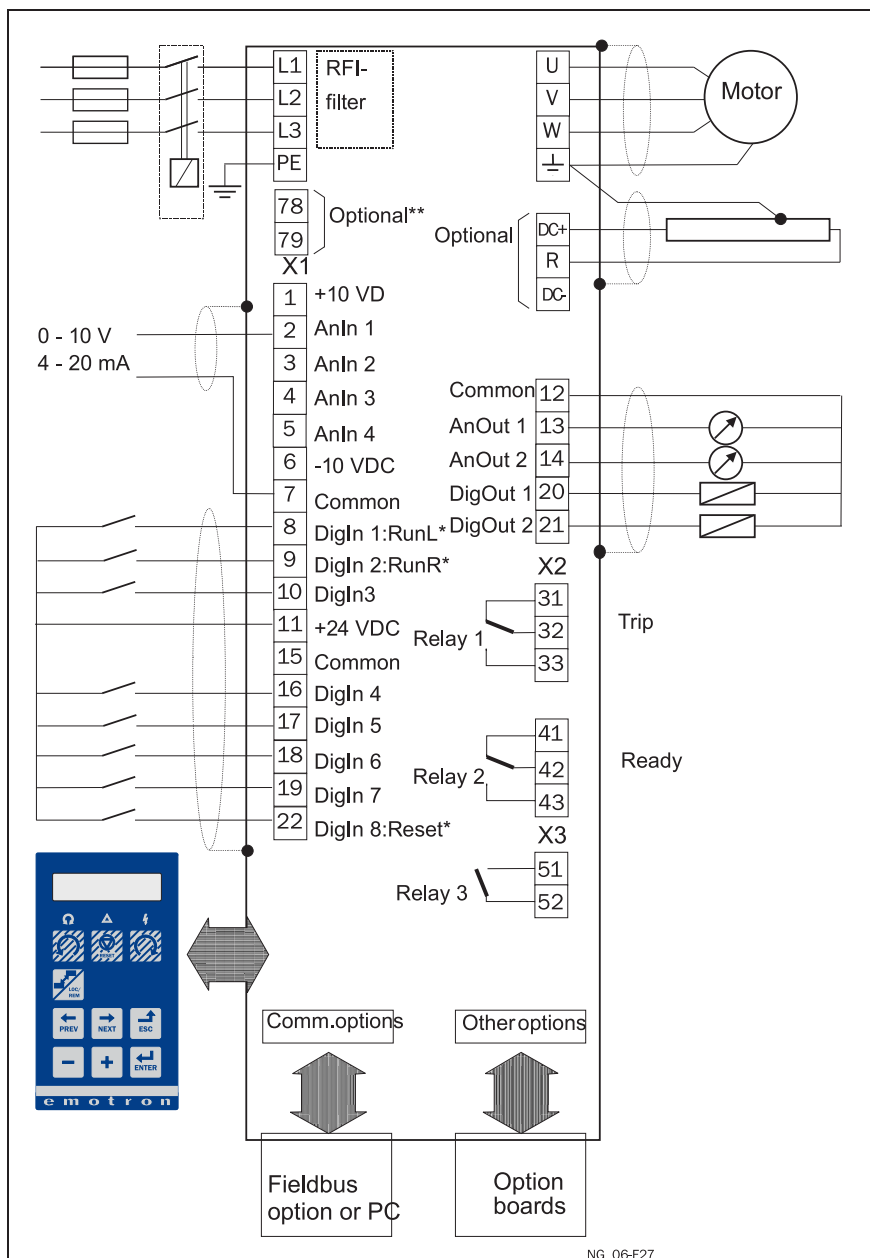 L1 RFI-
L2 filter
L3
PE
78
79
Optional**
X1
1 +10 VD
2 AnIn 1
3 AnIn 2
4 AnIn 3
5 AnIn 4
6 -10 VDC
7 Common
8 DigIn 1:RunL*
9 DigIn 2:RunR*
10 DigIn3
11 +24 VDC
15 Common
16 DigIn 4
17 DigIn 5
18 DigIn 6
19 DigIn 7
22 DigIn 8:Reset*
0 - 10 V
4 - 20 mA
U
V
W
Motor
Optional
DC+
R
DC-
Common 12
AnOut 1 13
AnOut 2 14
DigOut 1 20
DigOut 2 21
X2
31
Relay 1 32 Trip
33
41
Relay 2 42 Ready
43
X3
51
Relay 3 52
RESET
LOC/
REM
PREV NEXT ESC
- + ENTER
emotron
Comm.options
Other options
Fieldbus
option or PC
Option
boards
NG_06-F27